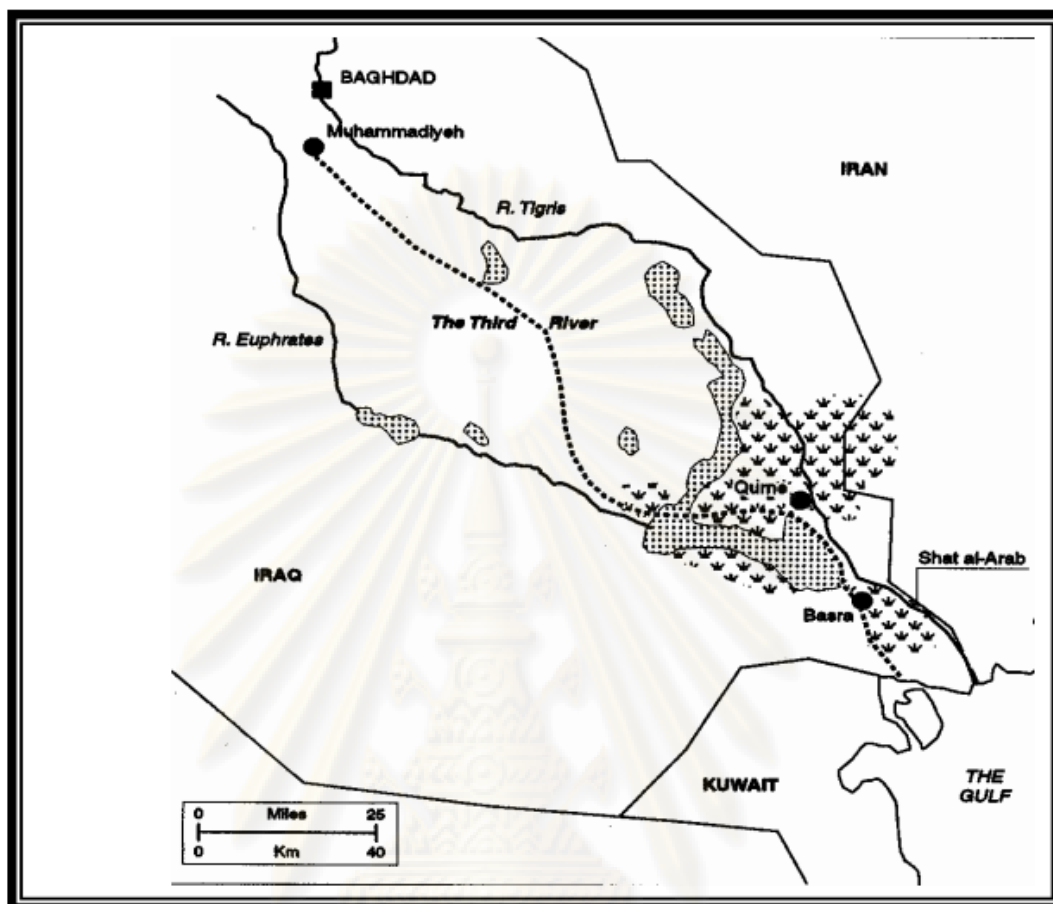 BAGHDAD
Muhammadiyeh
IRAN
R. Tigris
The Third River
R. Euphrates
Qurna
Shat al-Arab
IRAQ
Basra
KUWAIT
THE
GULF
0 Miles 25
0 Km 40